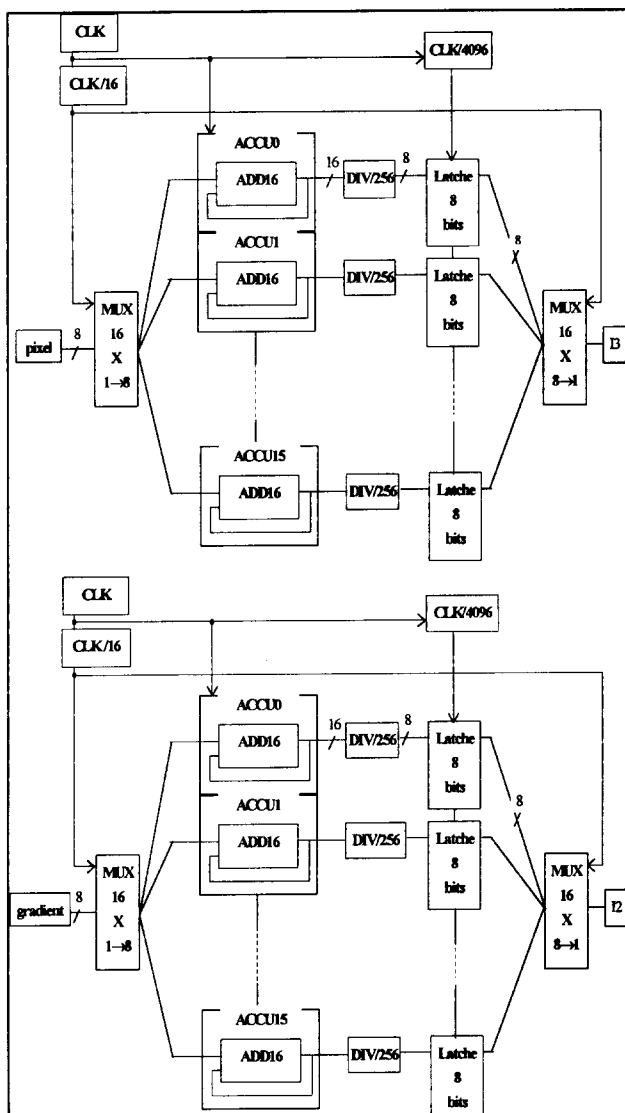 CLK
CLK/16
CLK/4096
ACCU0
ADD16
16
DIV/256
8
Latche
8
bits
ACCU1
ADD16
DIV/256
Latche
8
bits
8
pixel
8
MUX
16
X
1→8
MUX
16
X
8→1
I3
ACCU15
ADD16
DIV/256
Latche
8
bits
CLK
CLK/16
CLK/4096
ACCU0
ADD16
16
DIV/256
8
Latche
8
bits
ACCU1
ADD16
DIV/256
Latche
8
bits
8
gradient
8
MUX
16
X
1→8
MUX
16
X
8→1
I2
ACCU15
ADD16
DIV/256
Latche
8
bits